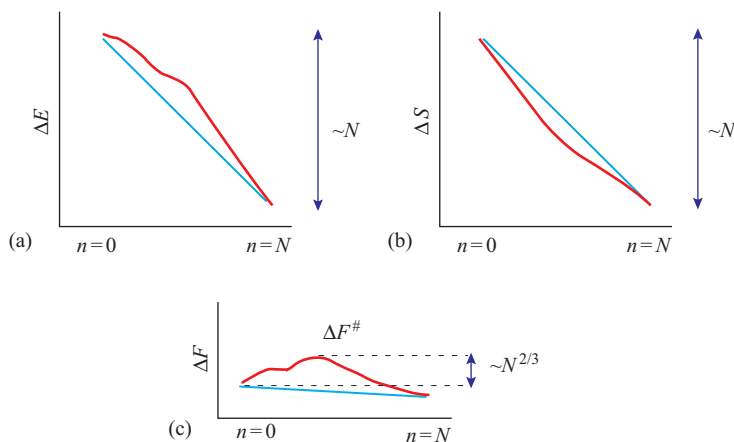 ΔE
~N
(a)
n=0
n=N
ΔS
~N
(b)
n=0
n=N
ΔF
ΔF#
~N2/3
(c)
n=0
n=N